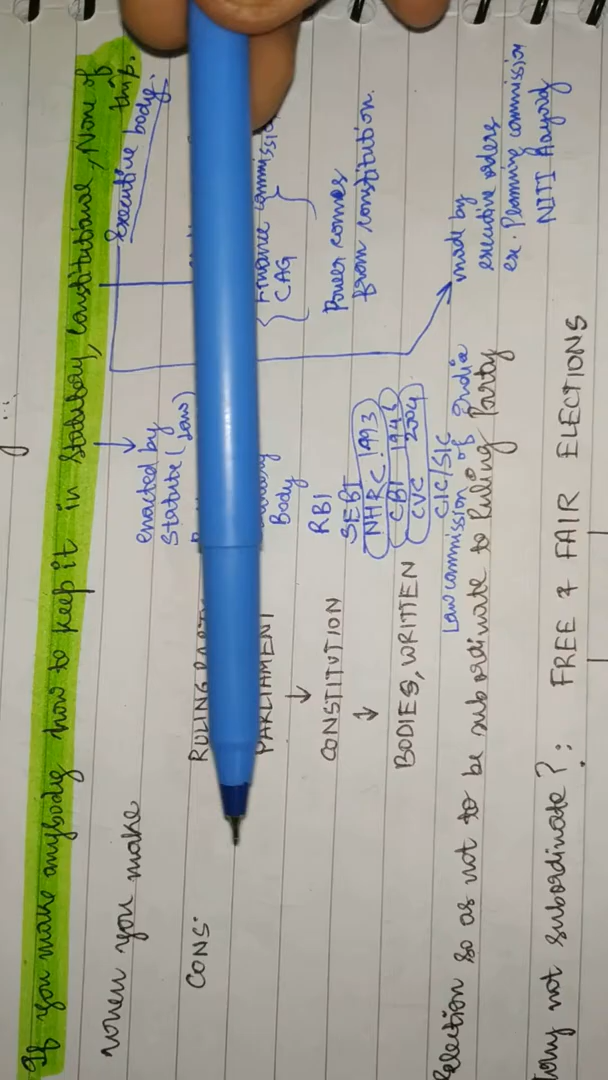 If you make anybody how to keep it in Statutory, Constitutional, None of this.
when you make
Executive body.
enacted by
Statute (Law)
CONS
RULING PARTY
PARLIAMENT
↓
CONSTITUTION
↓
BODIES, WRITTEN
Body
RBI
SEBI
NHRC 1993
CBI 1946
CVC 2004
CIC/SIC
Law commission of India
Finance Commission
CAG
Power comes
from constitution.
made by
executive orders
ex. Planning commission
NITI Aayog
Election so as not to be subordinate to Ruling Party
Why not subordinate? : FREE & FAIR ELECTIONS